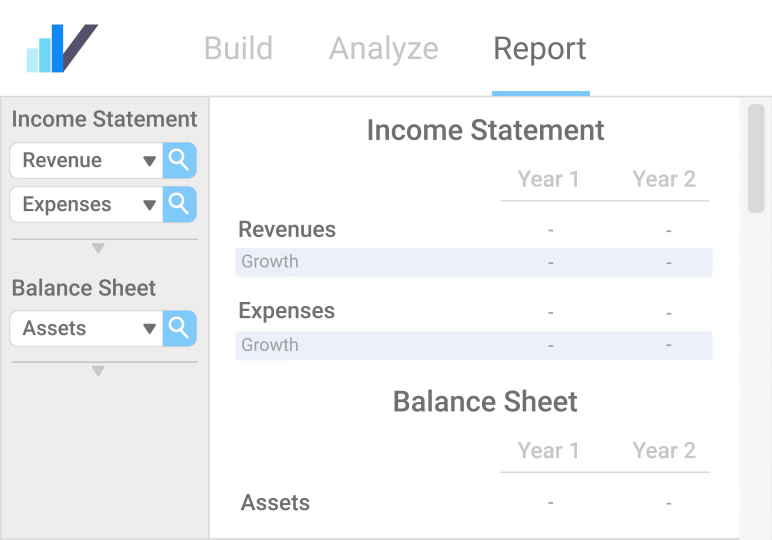 Build Analyze Report
Income Statement
Revenue
Expenses
Balance Sheet
Assets
Income Statement
Year 1 Year 2
Revenues - -
Growth - -
Expenses - -
Growth - -
Balance Sheet
Year 1 Year 2
Assets - -